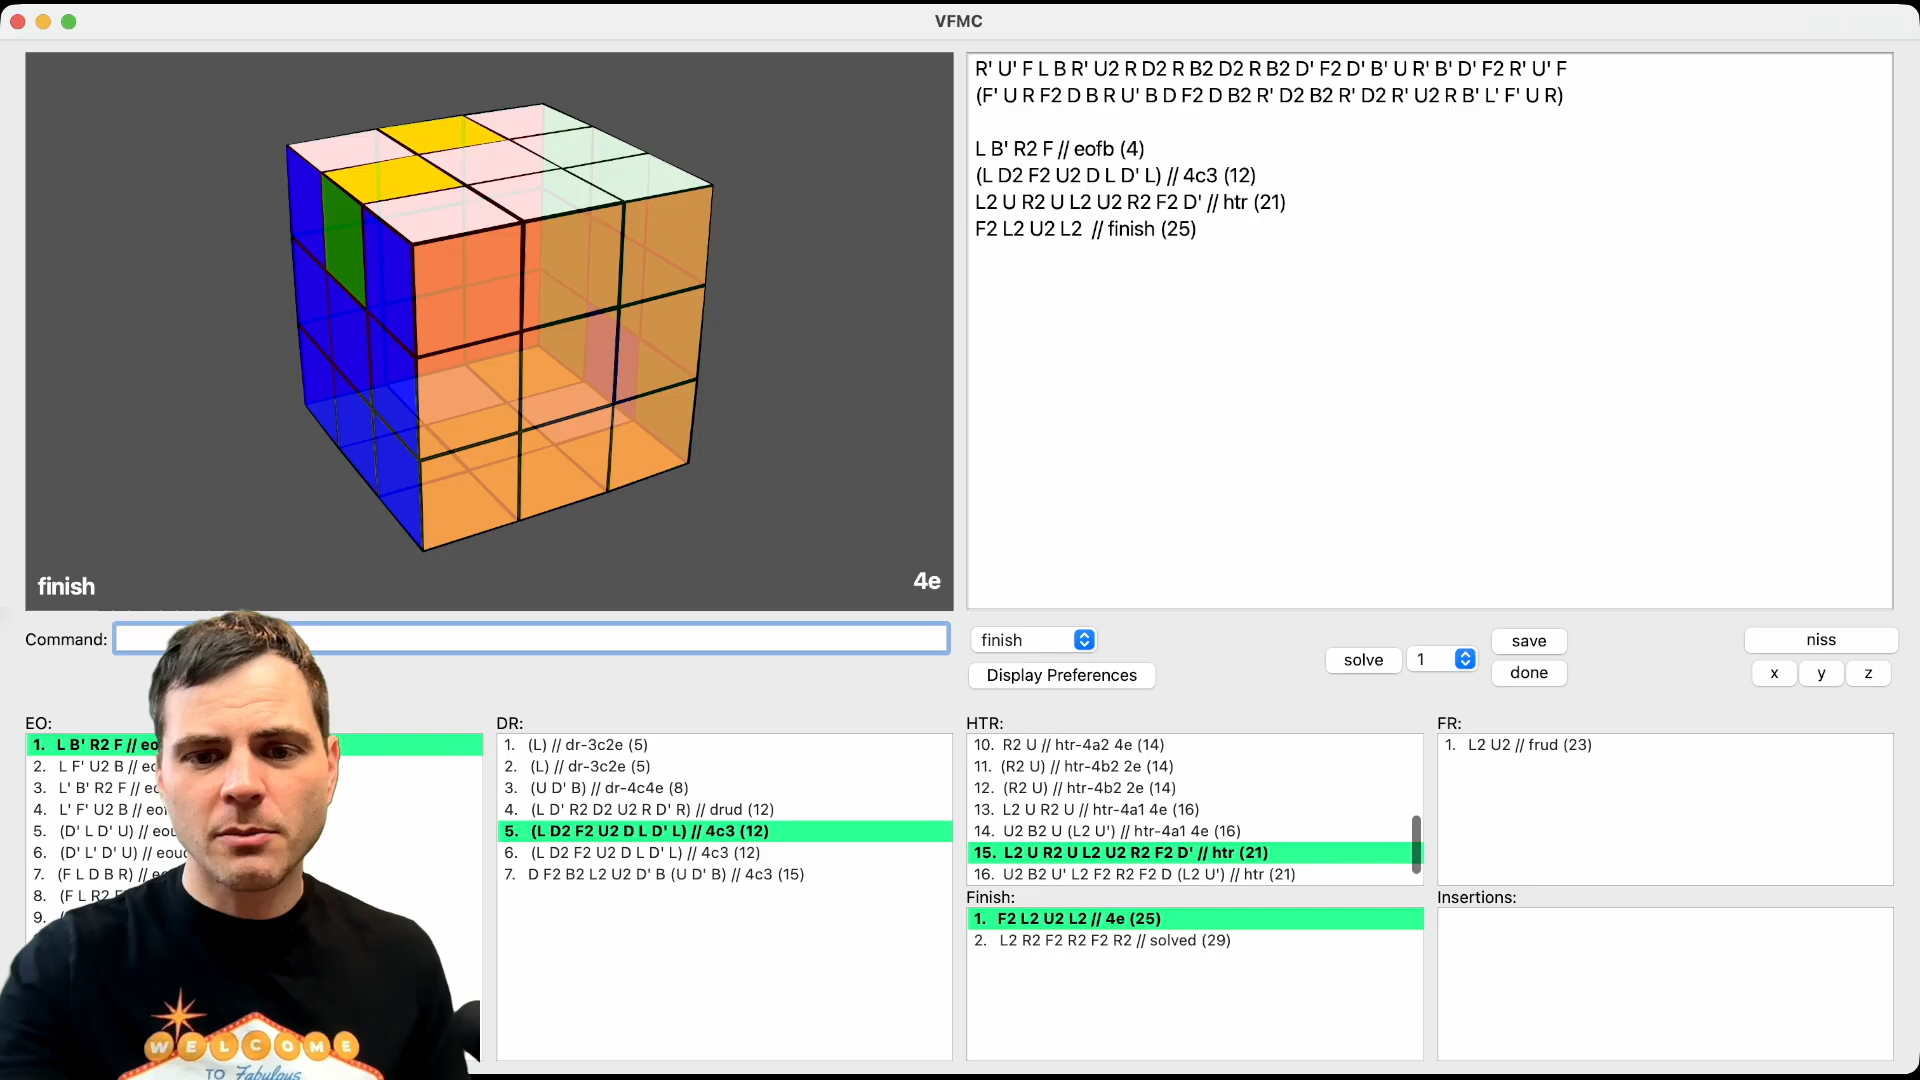 VFMC
R' U' F L B R' U2 R D2 R B2 D2 R B2 D' F2 D' B' U R' B' D' F2 R' U' F
(F' U R F2 D B R U' B D F2 D B2 R' D2 B2 R' D2 R' U2 R B' L' F' U R)
L B' R2 F // eofb (4)
(L D2 F2 U2 D L D' L) // 4c3 (12)
L2 U R2 U L2 U2 R2 F2 D' // htr (21)
F2 L2 U2 L2 // finish (25)
finish
4e
Command:
finish
Display Preferences
solve
1
save
done
niss
x y z
EO:
1. L B' R2 F //
2. L F' U2 B //
3. L' B' R2 F //
4. L' F' U2 B //
5. (D' L D' U) //
6. (D' L' D' U) //
7. (F L D B R) //
8. (F L R2
9.
DR:
1. (L) // dr-3c2e (5)
2. (L) // dr-3c2e (5)
3. (U D' B) // dr-4c4e (8)
4. (L D' R2 D2 U2 R D' R) // drud (12)
5. (L D2 F2 U2 D L D' L) // 4c3 (12)
6. (L D2 F2 U2 D L D' L) // 4c3 (12)
7. D F2 B2 L2 U2 D' B (U D' B) // 4c3 (15)
HTR:
10. R2 U // htr-4a2 4e (14)
11. (R2 U) // htr-4b2 2e (14)
12. (R2 U) // htr-4b2 2e (14)
13. L2 U R2 U // htr-4a1 4e (16)
14. U2 B2 U (L2 U') // htr-4a1 4e (16)
15. L2 U R2 U L2 U2 R2 F2 D' // htr (21)
16. U2 B2 U' L2 F2 R2 F2 D (L2 U') // htr (21)
FR:
1. L2 U2 // frud (23)
Finish:
1. F2 L2 U2 L2 // 4e (25)
2. L2 R2 F2 R2 F2 R2 // solved (29)
Insertions:
WELCOME
TO Fabulous